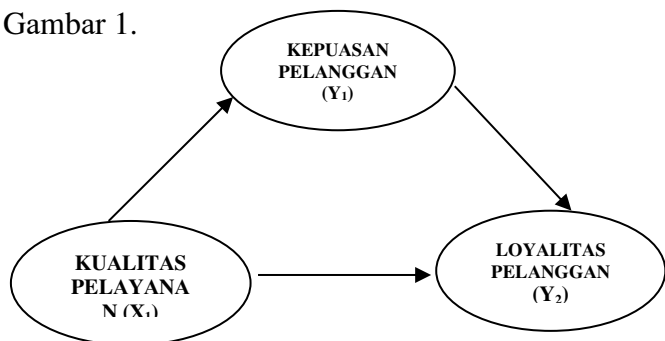 Gambar 1.
KEPUASAN
PELANGGAN
(Y₁)
KUALITAS
PELAYANA
N (X₁)
LOYALITAS
PELANGGAN
(Y₂)